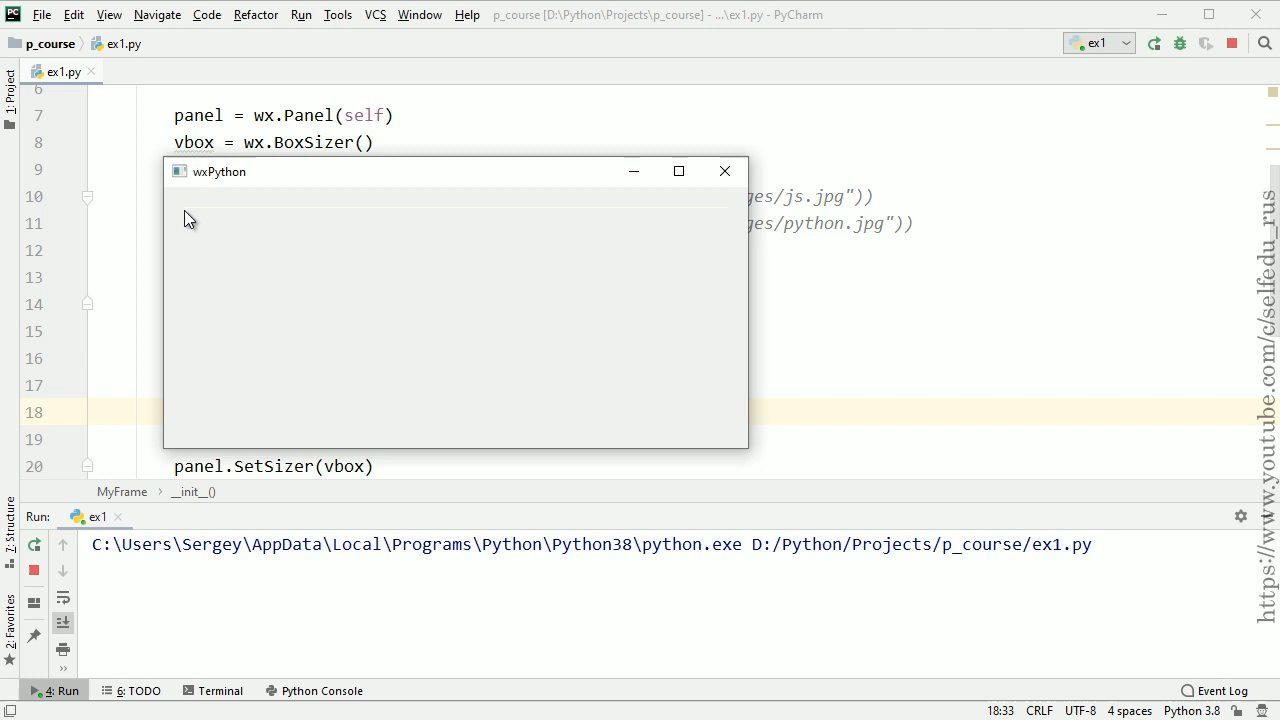 File Edit View Navigate Code Refactor Run Tools VCS Window Help p_course [D:\Python\Projects\p_course] - ...\ex1.py - PyCharm
p_course ex1.py ex1
ex1.py
1: Project
6
7 panel = wx.Panel(self)
8 vbox = wx.BoxSizer()
9
wxPython
10 ges/js.jpg"))
11 ges/python.jpg"))
12
13
14
15
16
17
18
19
20 panel.SetSizer(vbox)
MyFrame __init__()
https://www.youtube.com/c/selfedu_rus
7: Structure
2: Favorites
Run: ex1
C:\Users\Sergey\AppData\Local\Programs\Python\Python38\python.exe D:/Python/Projects/p_course/ex1.py
4: Run 6: TODO Terminal Python Console Event Log
18:33 CRLF UTF-8 4 spaces Python 3.8